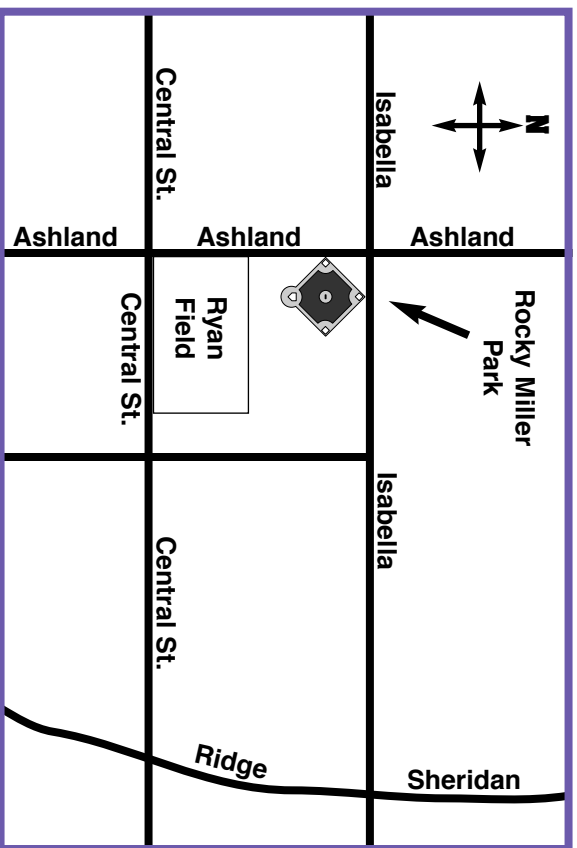 N
Central St.
Isabella
Ashland
Ashland
Ashland
Rocky Miller
Park
Ryan
Field
Central St.
Isabella
Central St.
Ridge
Sheridan